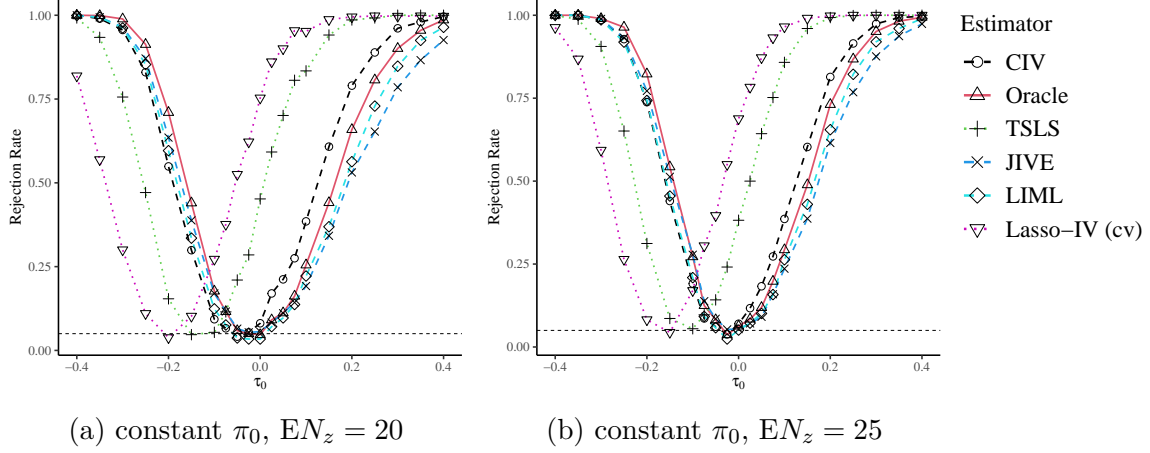 1.00
0.75
0.50
0.25
0.00
Rejection Rate
−0.4 −0.2 0.0 0.2 0.4
τ0
(a) constant π0, ENz = 20
1.00
0.75
0.50
0.25
0.00
Rejection Rate
−0.4 −0.2 0.0 0.2 0.4
τ0
(b) constant π0, ENz = 25
Estimator
CIV
Oracle
TSLS
JIVE
LIML
Lasso−IV (cv)